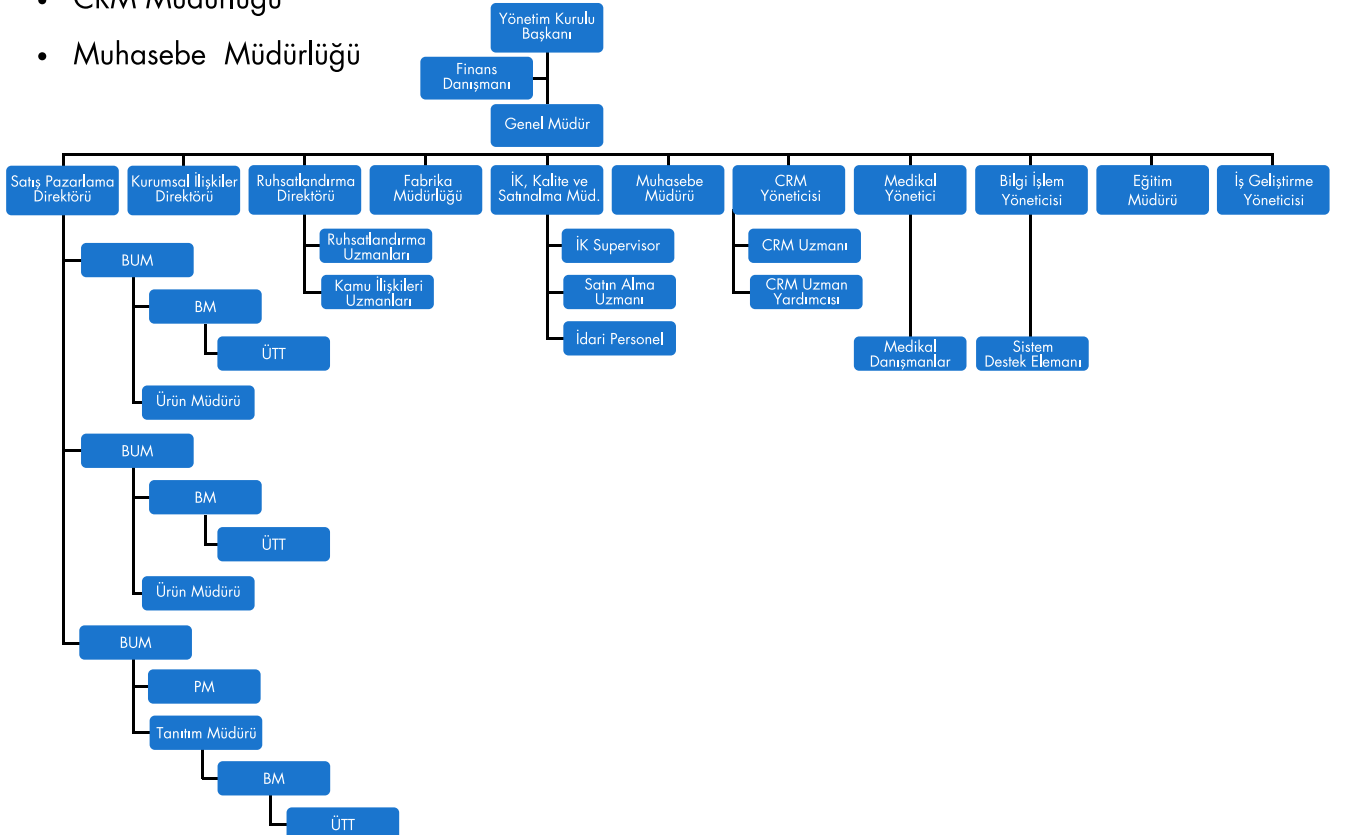 • CRM Müdürlüğü
• Muhasebe Müdürlüğü
Yönetim Kurulu
Başkanı
Finans
Danışmanı
Genel Müdür
Satış Pazarlama
Direktörü
Kurumsal İlişkiler
Direktörü
Ruhsatlandırma
Direktörü
Fabrika
Müdürlüğü
İK, Kalite ve
Satınalma Müd.
Muhasebe
Müdürü
CRM
Yöneticisi
Medikal
Yönetici
Bilgi İşlem
Yöneticisi
Eğitim
Müdürü
İş Geliştirme
Yöneticisi
BUM
BM
ÜTT
Ürün Müdürü
BUM
BM
ÜTT
Ürün Müdürü
BUM
PM
Tanıtım Müdürü
BM
ÜTT
Ruhsatlandırma
Uzmanları
Kamu İlişkileri
Uzmanları
İK Supervisor
Satın Alma
Uzmanı
İdari Personel
CRM Uzmanı
CRM Uzman
Yardımcısı
Medikal
Danışmanlar
Sistem
Destek Elemanı